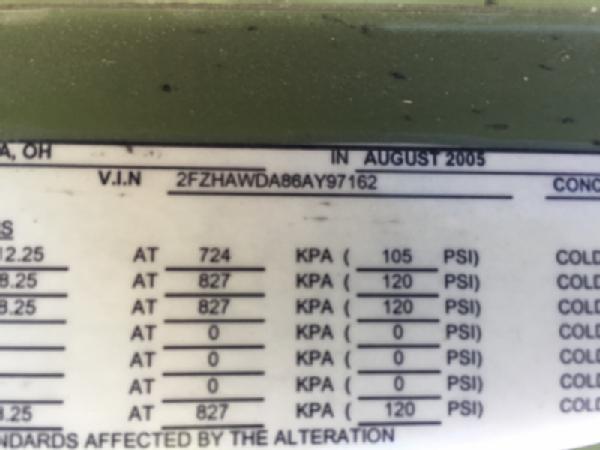 A, OH IN AUGUST 2005
V.I.N 2FZHAWDA86AY97162 CONC
S
12.25 AT 724 KPA ( 105 PSI) COLD
8.25 AT 827 KPA ( 120 PSI) COLD
8.25 AT 827 KPA ( 120 PSI) COLD
AT 0 KPA ( 0 PSI) COLD
AT 0 KPA ( 0 PSI) COLD
AT 0 KPA ( 0 PSI) COLD
8.25 AT 827 KPA ( 120 PSI) COLD
NDARDS AFFECTED BY THE ALTERATION